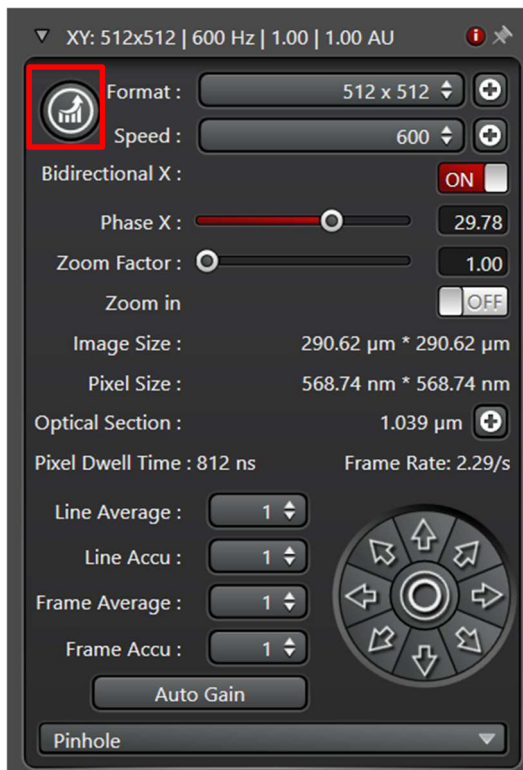 XY: 512x512 | 600 Hz | 1.00 | 1.00 AU
Format : 512 x 512
Speed : 600
Bidirectional X : ON
Phase X : 29.78
Zoom Factor : 1.00
Zoom in OFF
Image Size : 290.62 µm * 290.62 µm
Pixel Size : 568.74 nm * 568.74 nm
Optical Section : 1.039 µm
Pixel Dwell Time : 812 ns Frame Rate: 2.29/s
Line Average : 1
Line Accu : 1
Frame Average : 1
Frame Accu : 1
Auto Gain
Pinhole